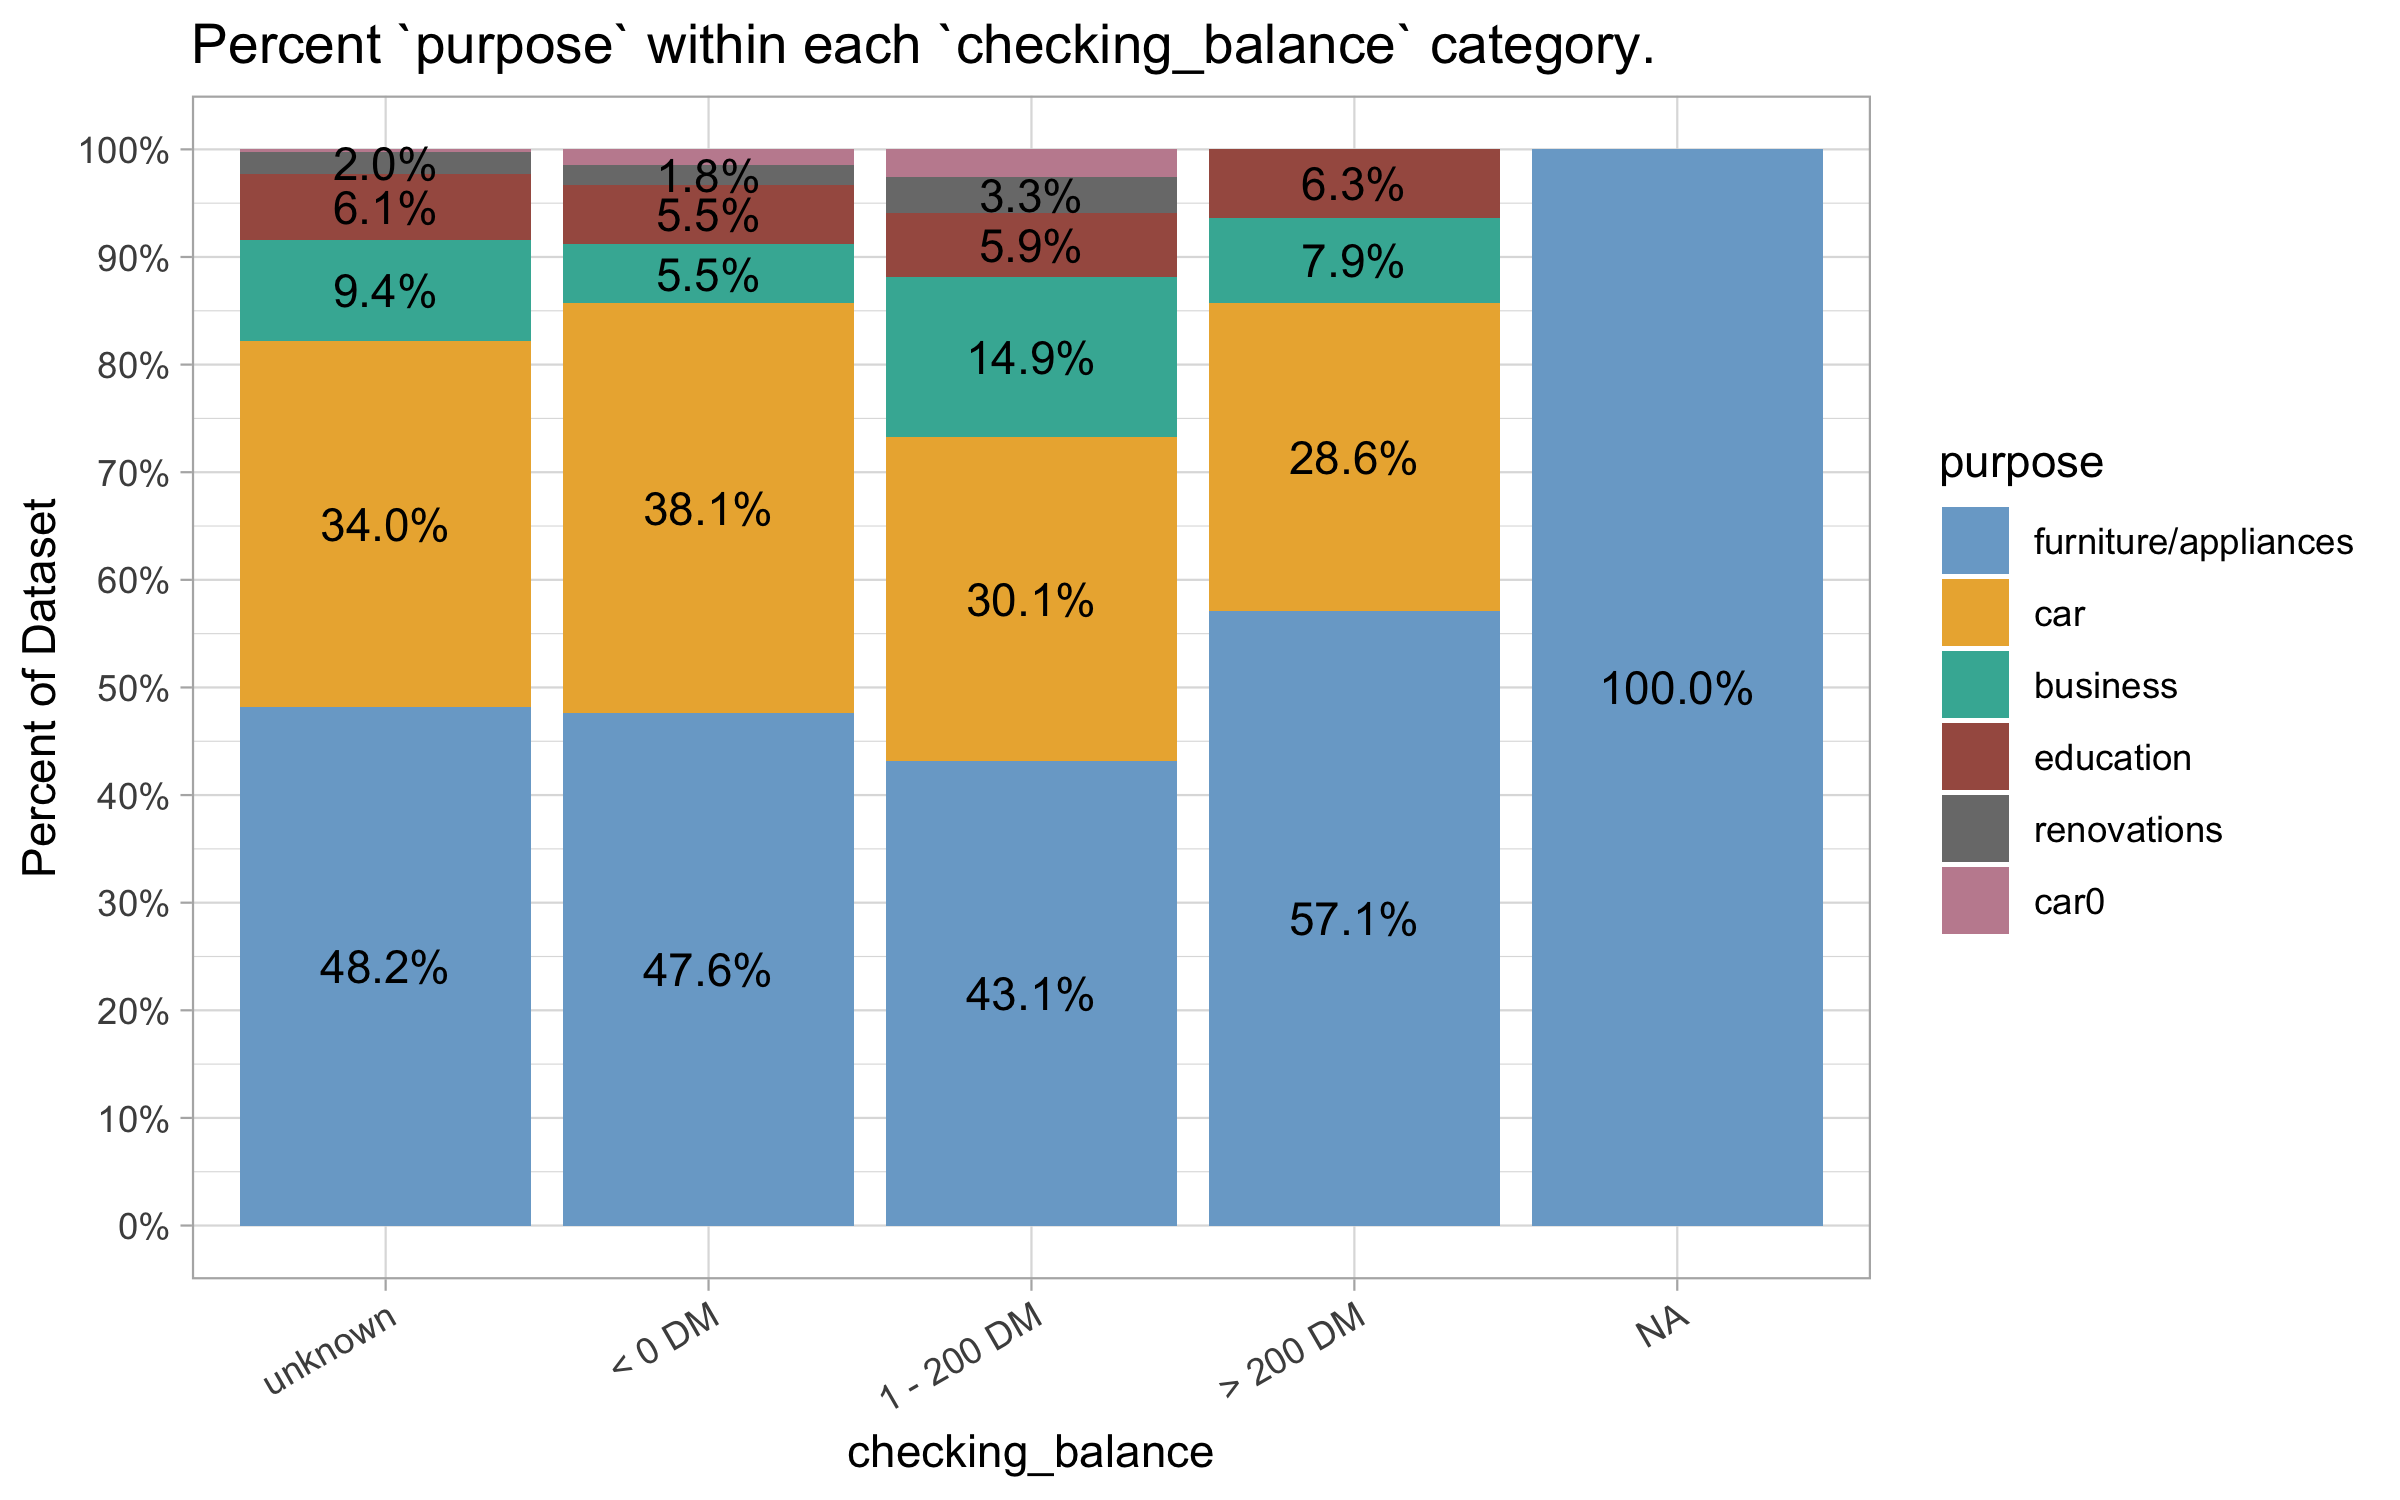 Percent `purpose` within each `checking_balance` category.
100%
90%
80%
70%
60%
50%
40%
30%
20%
10%
0%
Percent of Dataset
2.0%
6.1%
9.4%
34.0%
48.2%
1.8%
5.5%
5.5%
38.1%
47.6%
3.3%
5.9%
14.9%
30.1%
43.1%
6.3%
7.9%
28.6%
57.1%
100.0%
unknown
< 0 DM
1 - 200 DM
> 200 DM
NA
checking_balance
purpose
furniture/appliances
car
business
education
renovations
car0